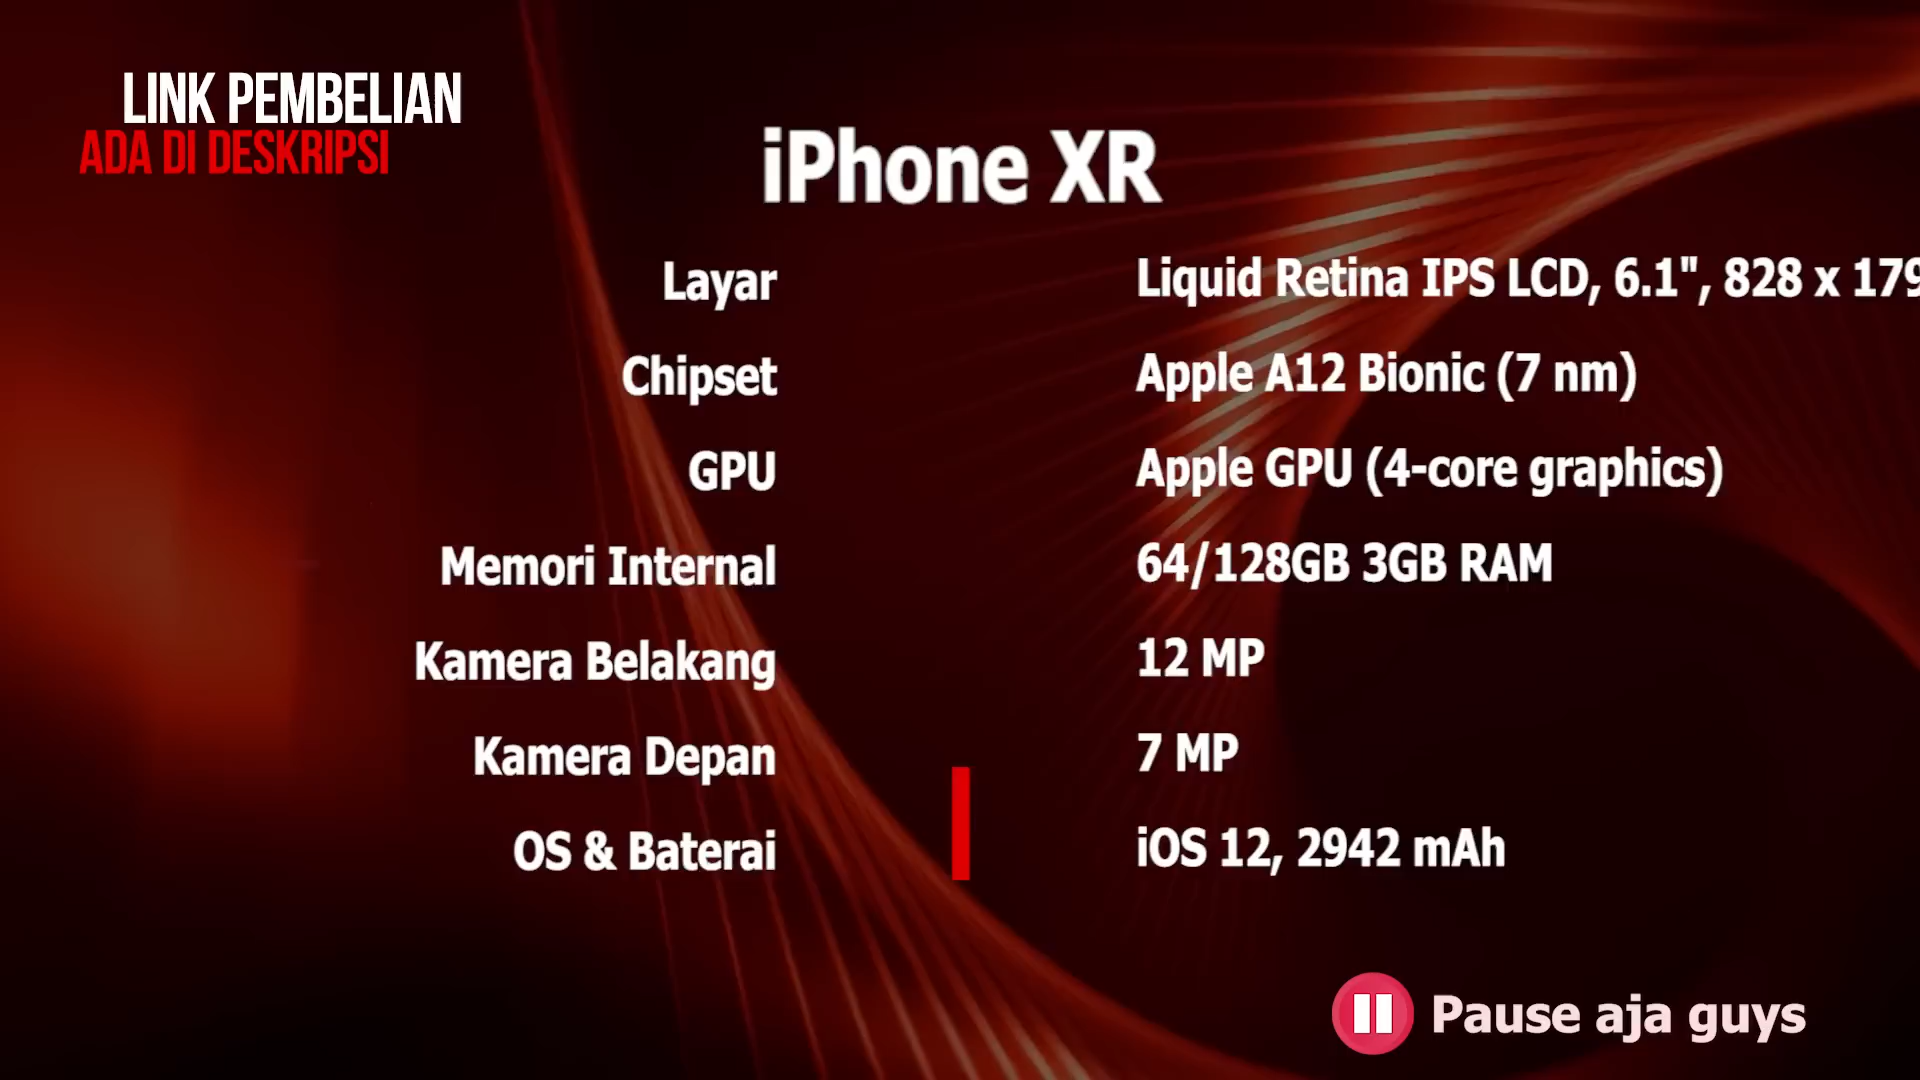 LINK PEMBELIAN
ADA DI DESKRIPSI
iPhone XR
Layar Liquid Retina IPS LCD, 6.1", 828 x 179
Chipset Apple A12 Bionic (7 nm)
GPU Apple GPU (4-core graphics)
Memori Internal 64/128GB 3GB RAM
Kamera Belakang 12 MP
Kamera Depan 7 MP
OS & Baterai iOS 12, 2942 mAh
Pause aja guys